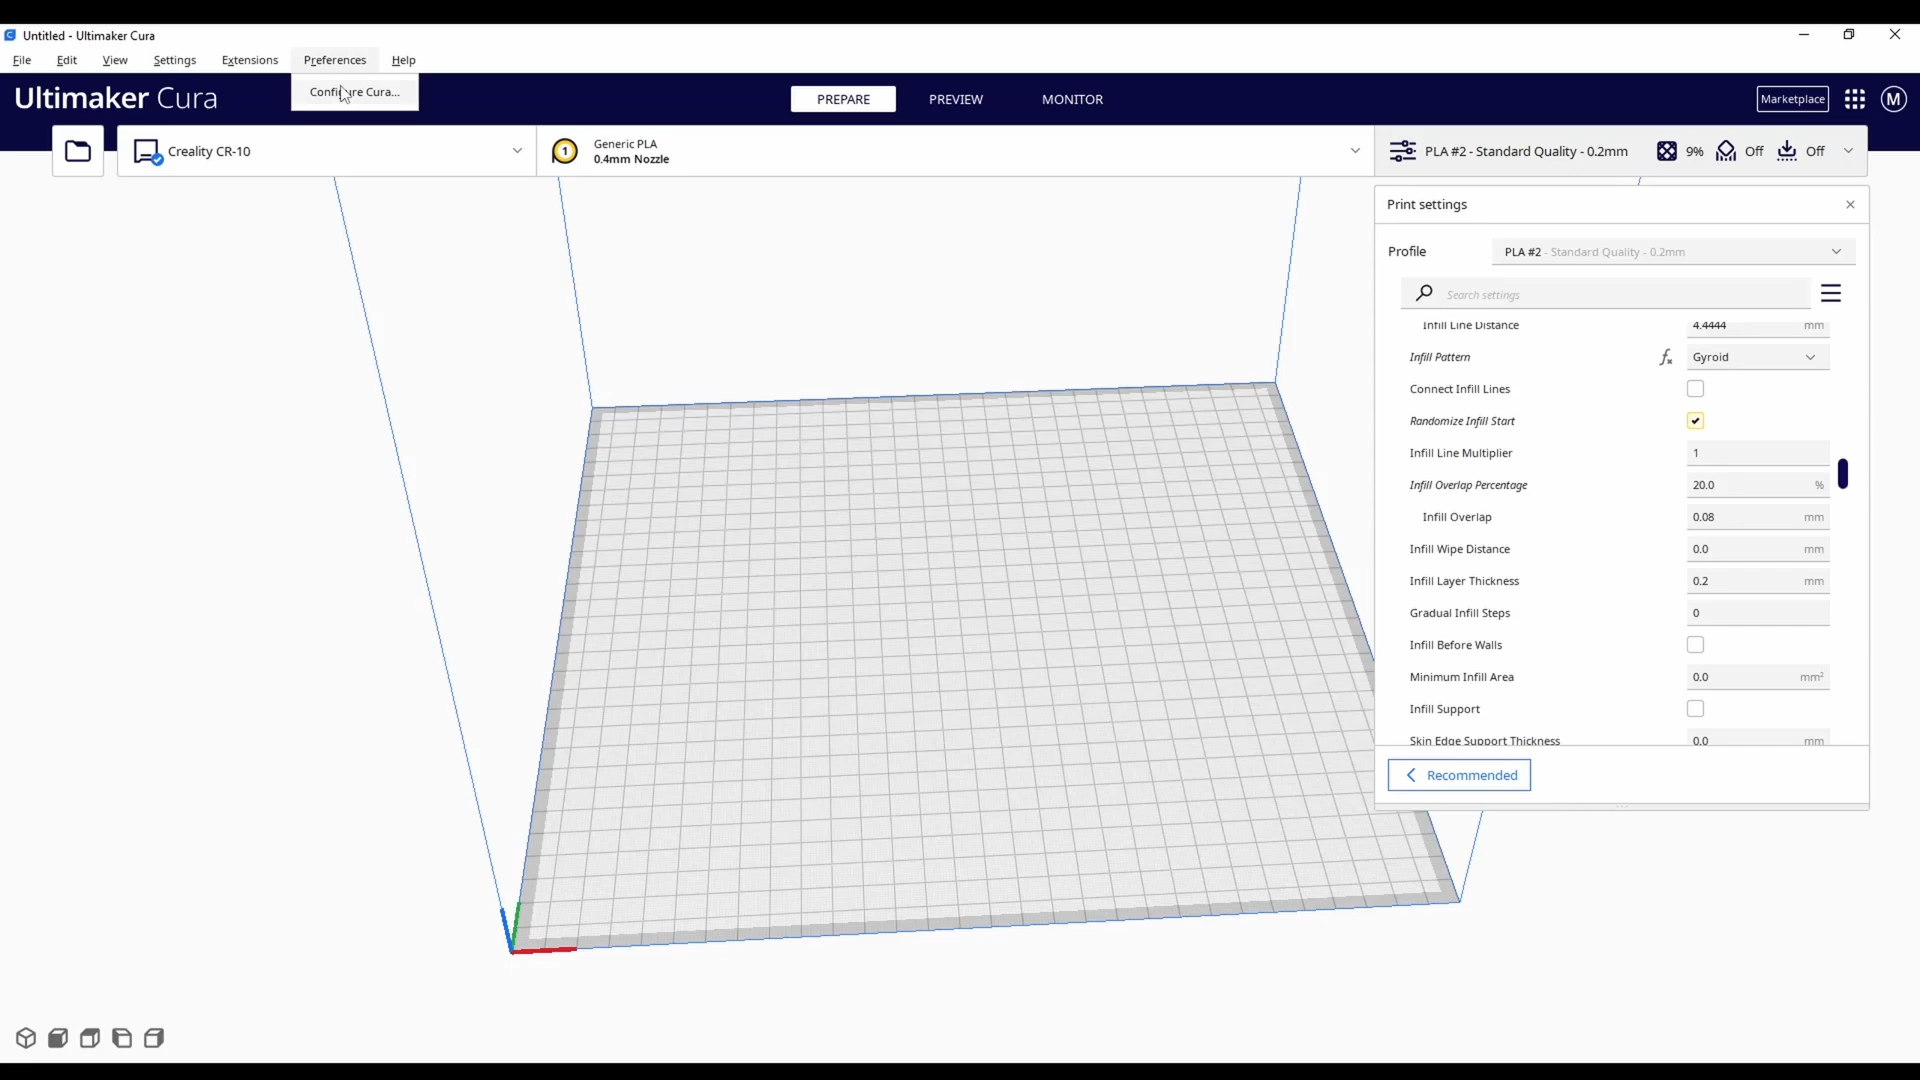 Untitled - Ultimaker Cura
File Edit View Settings Extensions Preferences Help
Configure Cura...
Ultimaker Cura
PREPARE PREVIEW MONITOR
Marketplace
M
Creality CR-10
1
Generic PLA
0.4mm Nozzle
PLA #2 - Standard Quality - 0.2mm 9% Off Off
Print settings
Profile PLA #2 - Standard Quality - 0.2mm
Search settings
Infill Line Distance 4.4444 mm
Infill Pattern fx Gyroid
Connect Infill Lines
Randomize Infill Start
Infill Line Multiplier 1
Infill Overlap Percentage 20.0 %
Infill Overlap 0.08 mm
Infill Wipe Distance 0.0 mm
Infill Layer Thickness 0.2 mm
Gradual Infill Steps 0
Infill Before Walls
Minimum Infill Area 0.0 mm²
Infill Support
Skin Edge Support Thickness 0.0 mm
Recommended